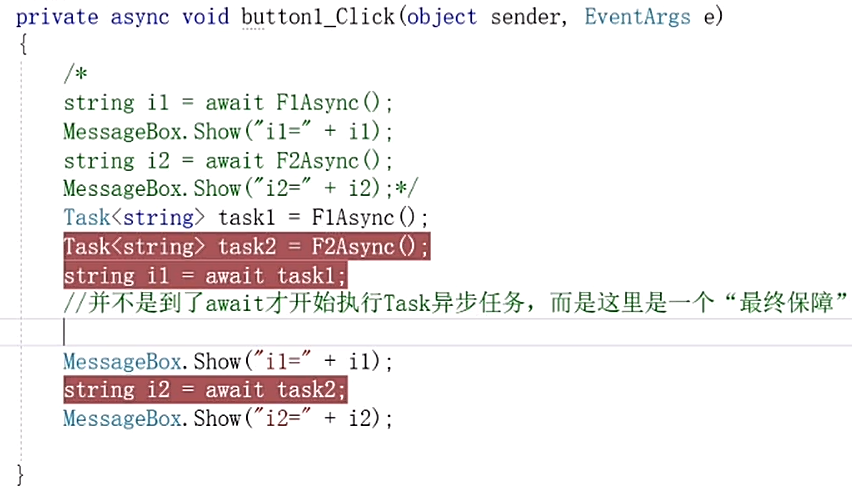 private async void button1_Click(object sender, EventArgs e)
{
/*
string i1 = await F1Async();
MessageBox.Show("i1=" + i1);
string i2 = await F2Async();
MessageBox.Show("i2=" + i2);*/
Task<string> task1 = F1Async();
Task<string> task2 = F2Async();
string i1 = await task1;
//并不是到了await才开始执行Task异步任务，而是这里是一个“最终保障”
MessageBox.Show("i1=" + i1);
string i2 = await task2;
MessageBox.Show("i2=" + i2);
}